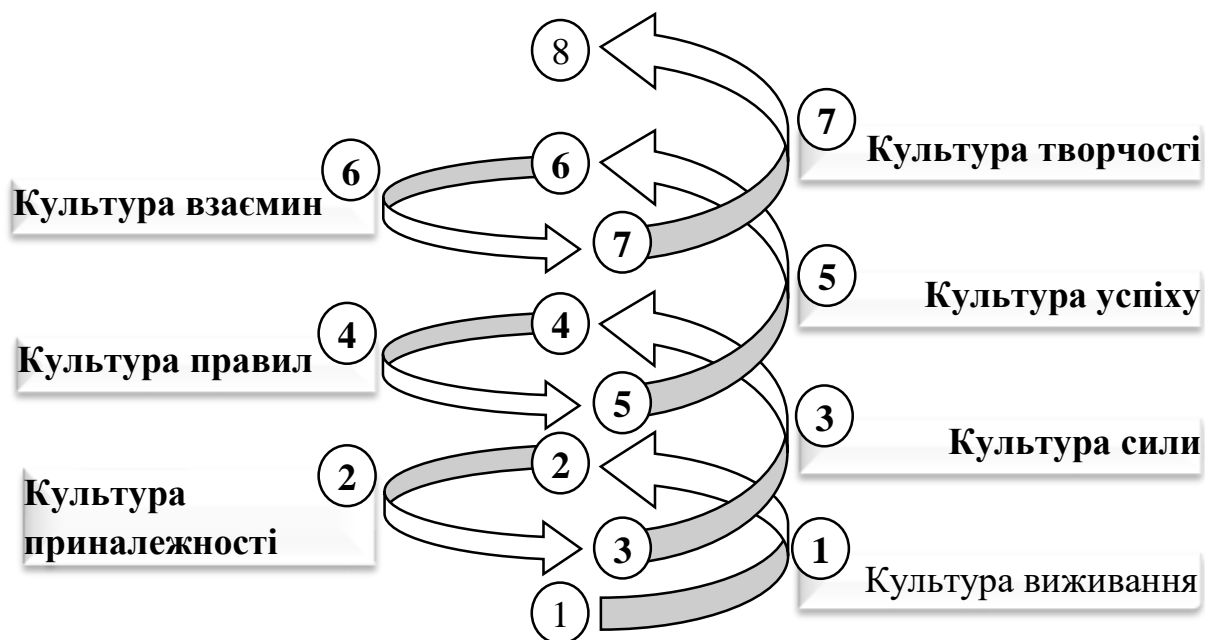 8
7
Культура творчості
6
6
Культура взаємин
7
5
Культура успіху
4
4
Культура правил
5
3
Культура сили
2
2
Культура
приналежності
3
1
Культура виживання
1